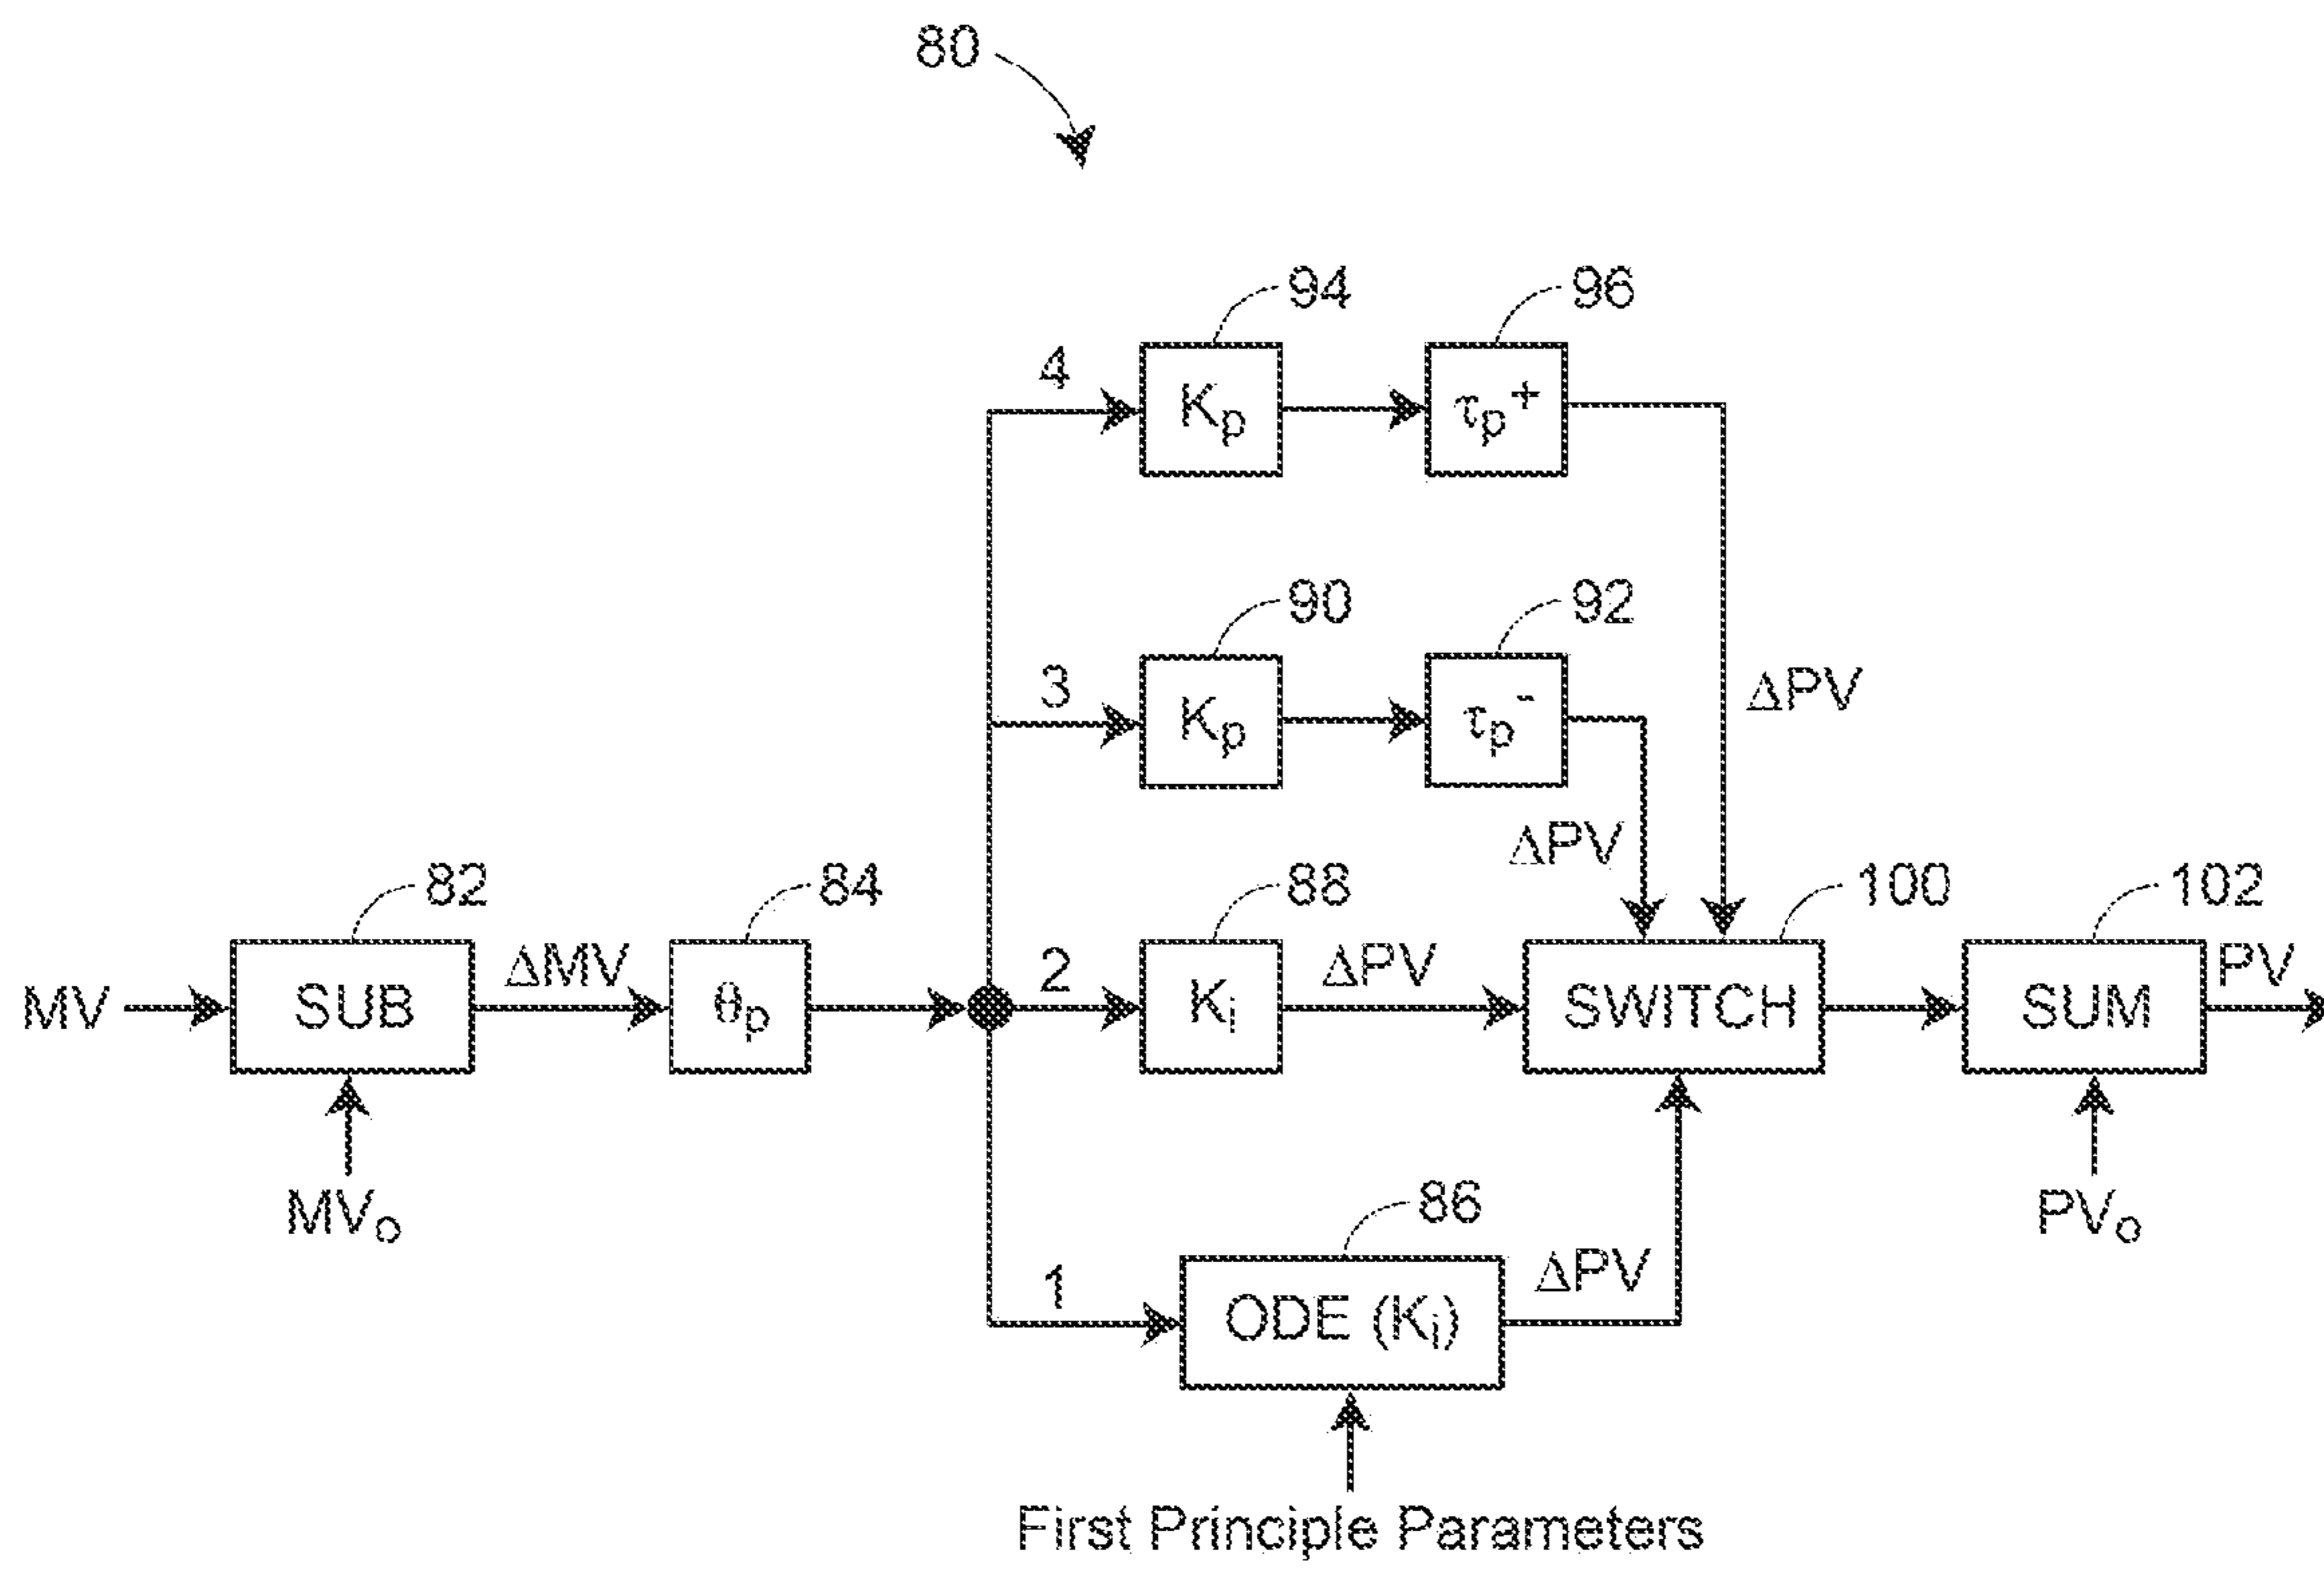 80
94
96
4
Kp
τp+
90
92
3
ΔPV
Kp
τp-
ΔPV
82
84
88
100
102
ΔMV
2
ΔPV
PV
MV
SUB
θp
Ki
SWITCH
SUM
MVo
86
PVo
1
ΔPV
ODE (Ki)
First Principle Parameters